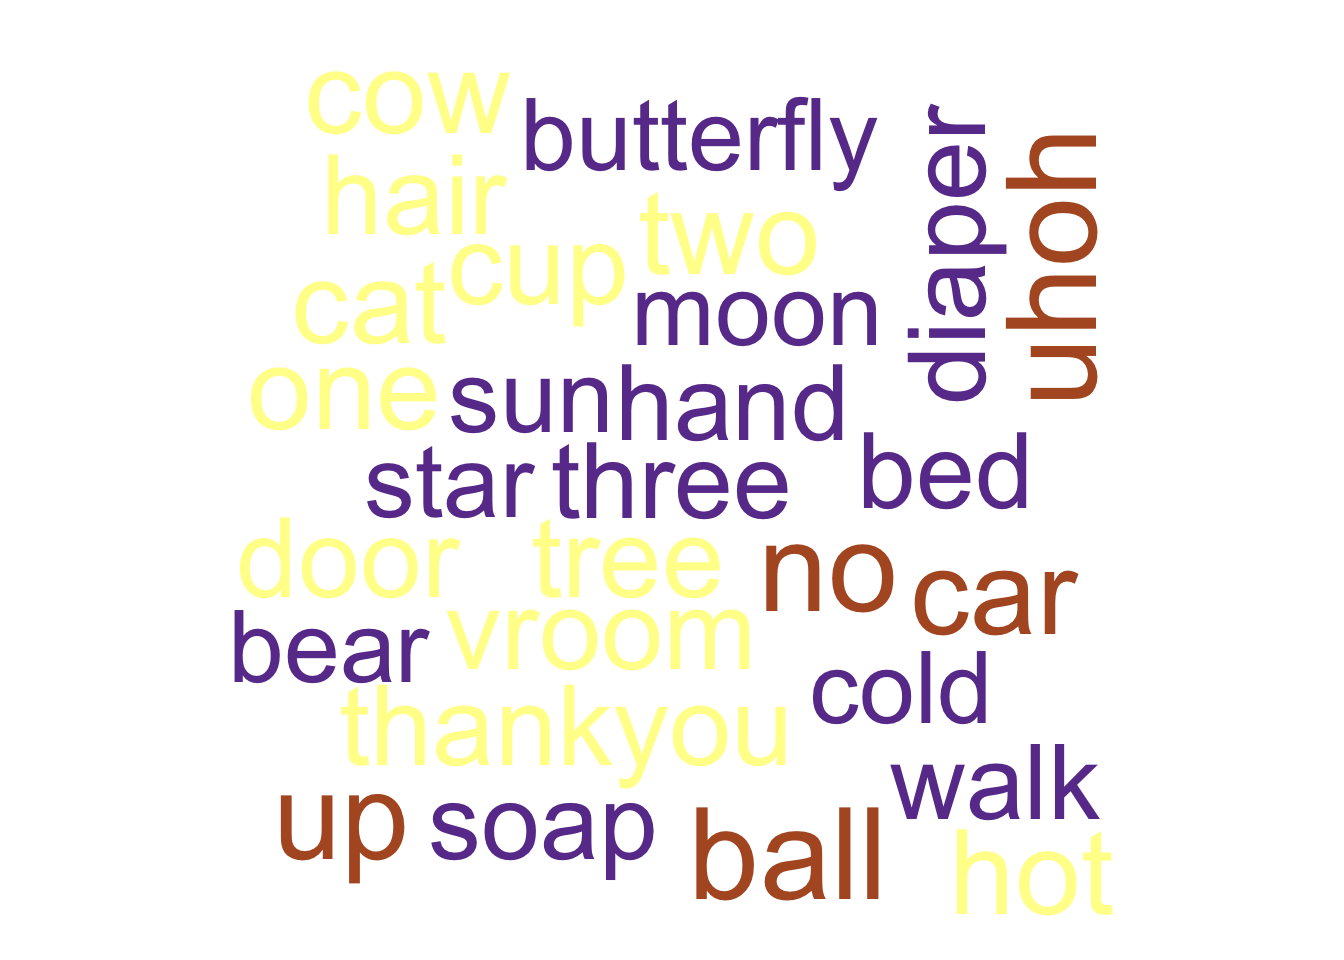 cow
butterfly
diaper
uhoh
hair
two
cup
cat
moon
one
sun
hand
star
three
bed
door
tree
no
car
bear
vroom
cold
thankyou
walk
up
soap
ball
hot